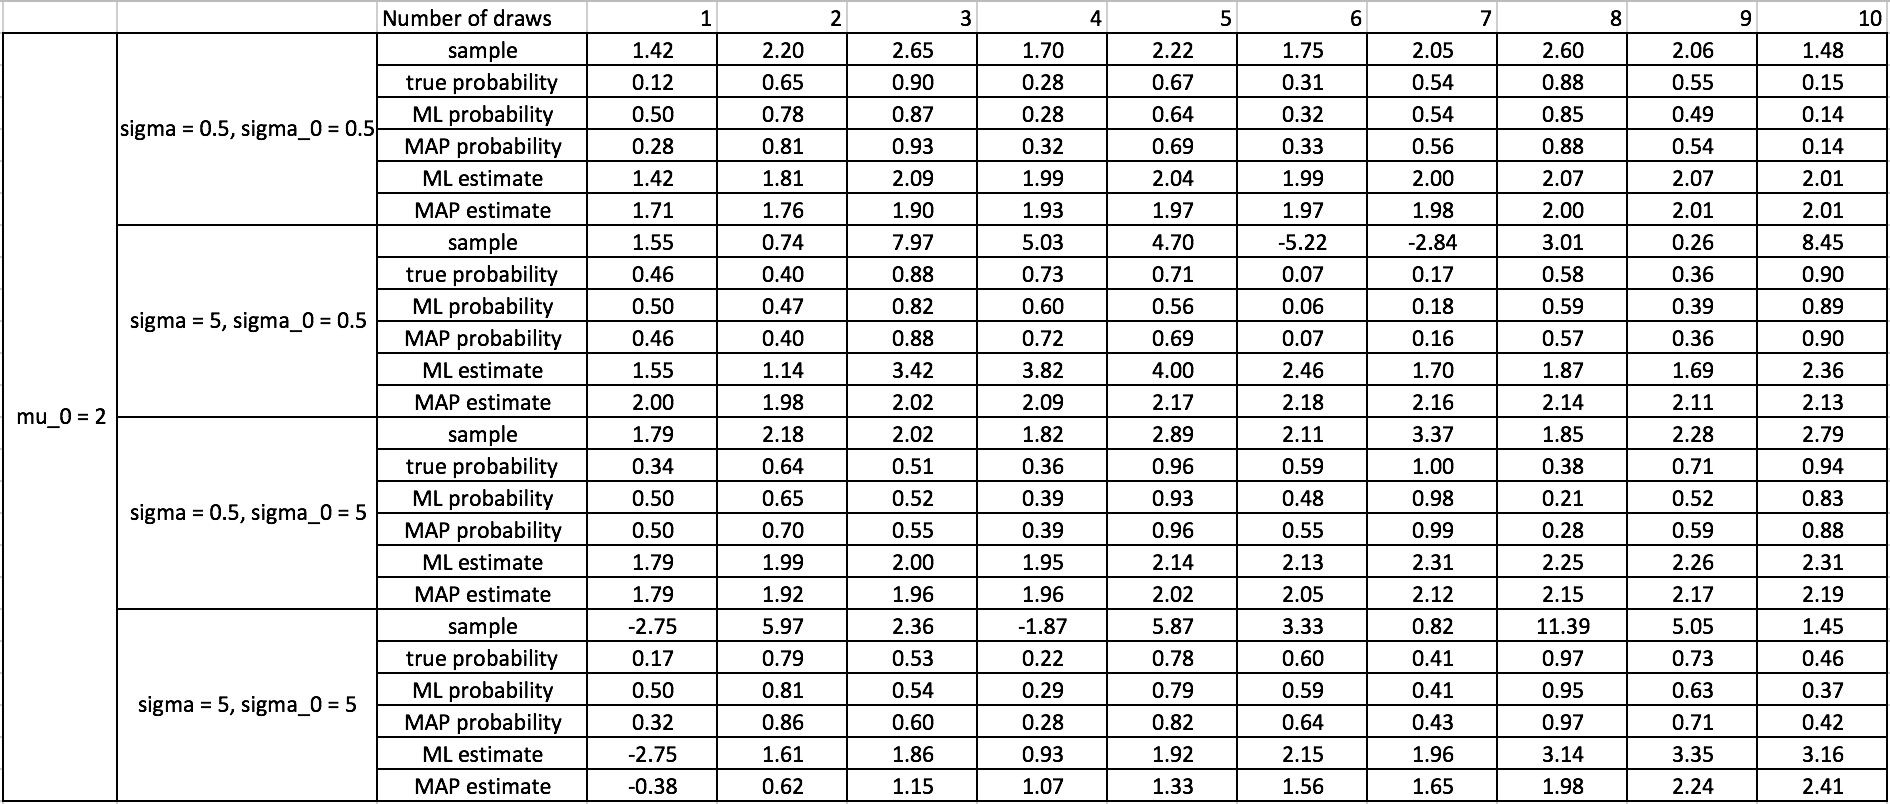 Number of draws 1 2 3 4 5 6 7 8 9 10
mu_0 = 2
sigma = 0.5, sigma_0 = 0.5
sample 1.42 2.20 2.65 1.70 2.22 1.75 2.05 2.60 2.06 1.48
true probability 0.12 0.65 0.90 0.28 0.67 0.31 0.54 0.88 0.55 0.15
ML probability 0.50 0.78 0.87 0.28 0.64 0.32 0.54 0.85 0.49 0.14
MAP probability 0.28 0.81 0.93 0.32 0.69 0.33 0.56 0.88 0.54 0.14
ML estimate 1.42 1.81 2.09 1.99 2.04 1.99 2.00 2.07 2.07 2.01
MAP estimate 1.71 1.76 1.90 1.93 1.97 1.97 1.98 2.00 2.01 2.01
sigma = 5, sigma_0 = 0.5
sample 1.55 0.74 7.97 5.03 4.70 -5.22 -2.84 3.01 0.26 8.45
true probability 0.46 0.40 0.88 0.73 0.71 0.07 0.17 0.58 0.36 0.90
ML probability 0.50 0.47 0.82 0.60 0.56 0.06 0.18 0.59 0.39 0.89
MAP probability 0.46 0.40 0.88 0.72 0.69 0.07 0.16 0.57 0.36 0.90
ML estimate 1.55 1.14 3.42 3.82 4.00 2.46 1.70 1.87 1.69 2.36
MAP estimate 2.00 1.98 2.02 2.09 2.17 2.18 2.16 2.14 2.11 2.13
sigma = 0.5, sigma_0 = 5
sample 1.79 2.18 2.02 1.82 2.89 2.11 3.37 1.85 2.28 2.79
true probability 0.34 0.64 0.51 0.36 0.96 0.59 1.00 0.38 0.71 0.94
ML probability 0.50 0.65 0.52 0.39 0.93 0.48 0.98 0.21 0.52 0.83
MAP probability 0.50 0.70 0.55 0.39 0.96 0.55 0.99 0.28 0.59 0.88
ML estimate 1.79 1.99 2.00 1.95 2.14 2.13 2.31 2.25 2.26 2.31
MAP estimate 1.79 1.92 1.96 1.96 2.02 2.05 2.12 2.15 2.17 2.19
sigma = 5, sigma_0 = 5
sample -2.75 5.97 2.36 -1.87 5.87 3.33 0.82 11.39 5.05 1.45
true probability 0.17 0.79 0.53 0.22 0.78 0.60 0.41 0.97 0.73 0.46
ML probability 0.50 0.81 0.54 0.29 0.79 0.59 0.41 0.95 0.63 0.37
MAP probability 0.32 0.86 0.60 0.28 0.82 0.64 0.43 0.97 0.71 0.42
ML estimate -2.75 1.61 1.86 0.93 1.92 2.15 1.96 3.14 3.35 3.16
MAP estimate -0.38 0.62 1.15 1.07 1.33 1.56 1.65 1.98 2.24 2.41